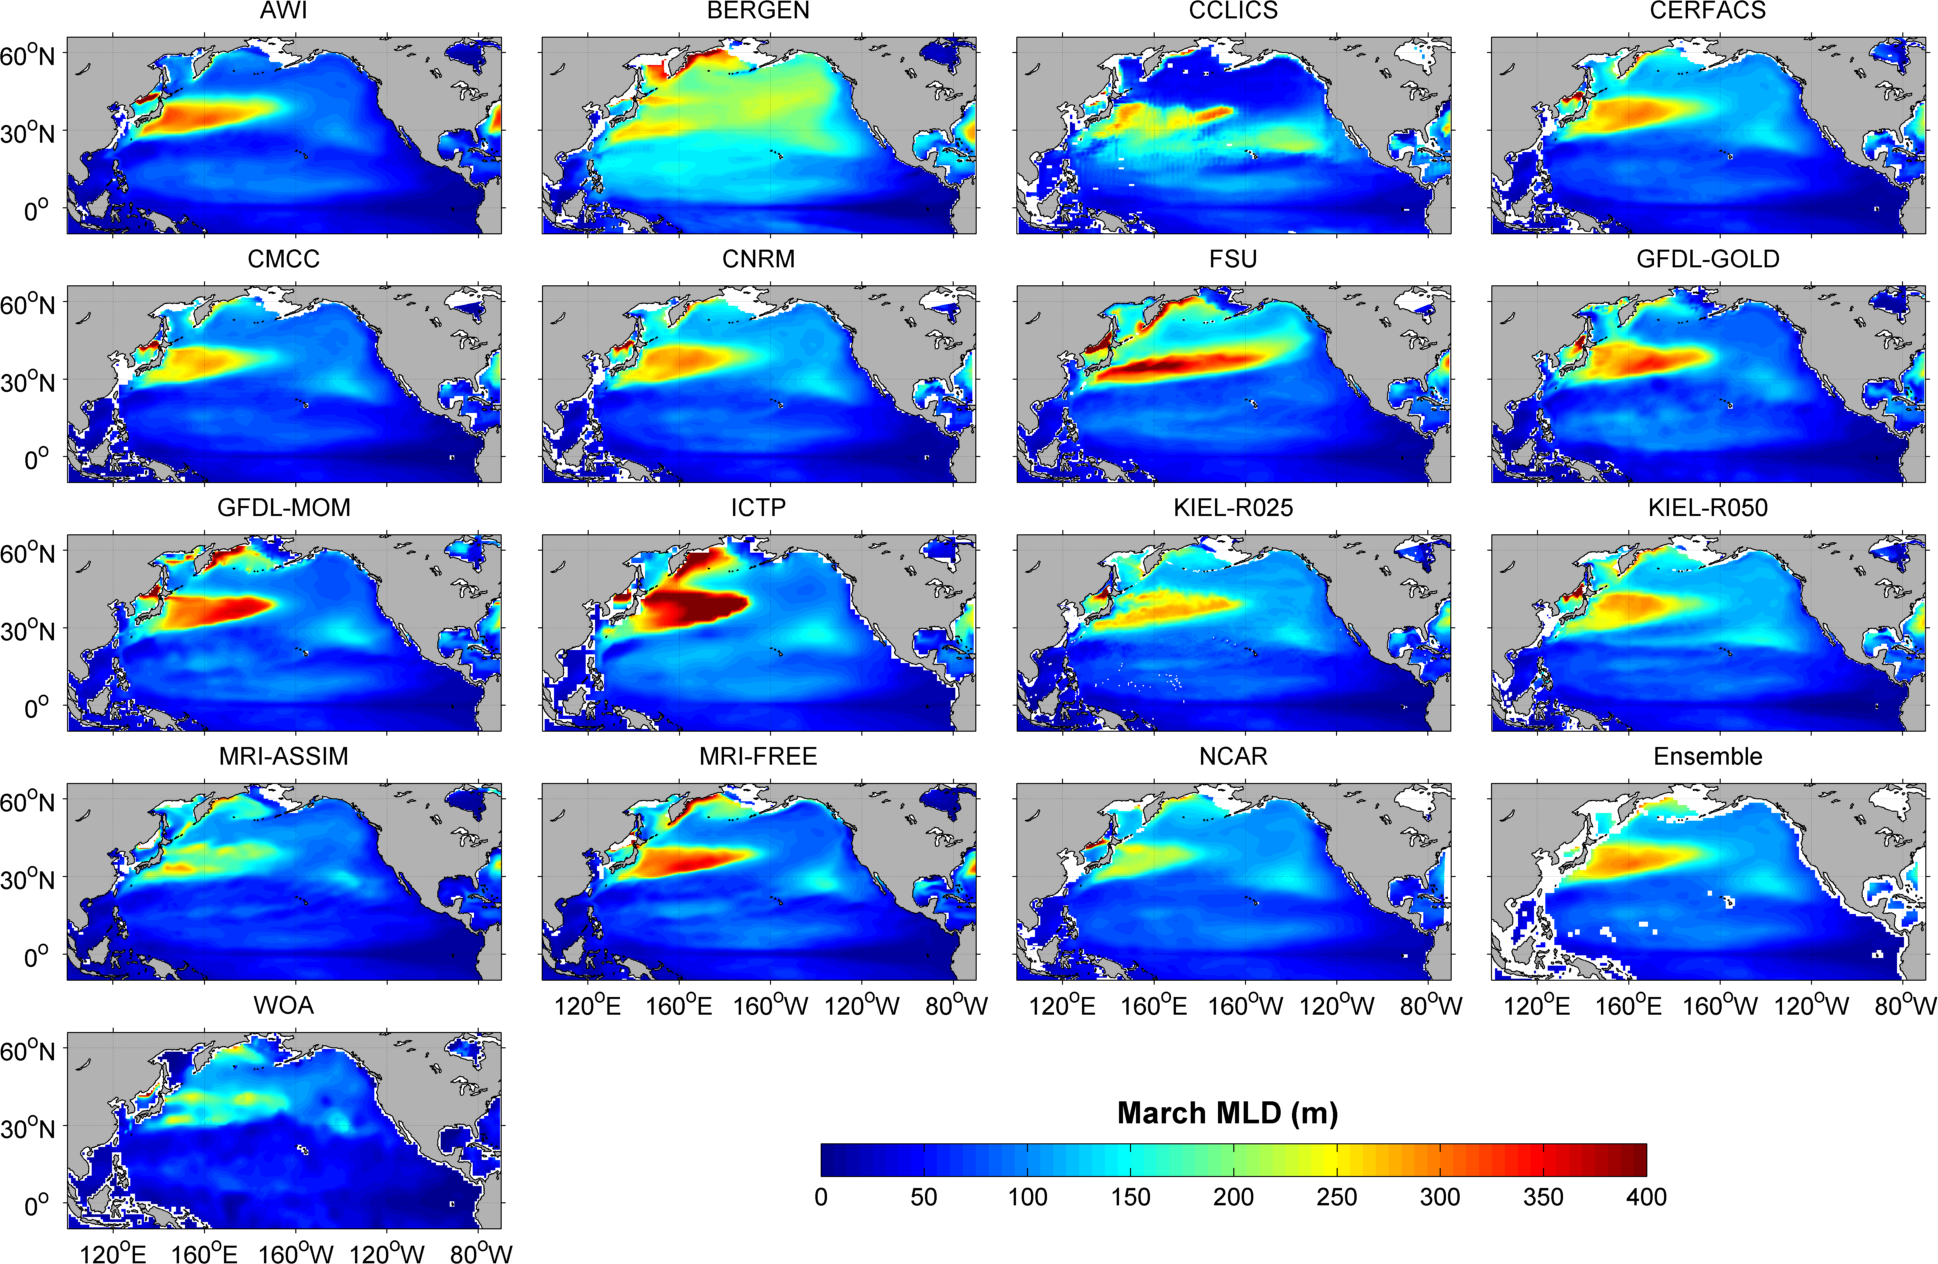 AWI BERGEN CCLICS CERFACS
60°N
30°N
0°
CMCC CNRM FSU GFDL-GOLD
60°N
30°N
0°
GFDL-MOM ICTP KIEL-R025 KIEL-R050
60°N
30°N
0°
MRI-ASSIM MRI-FREE NCAR Ensemble
60°N
30°N
0°
120°E 160°E 160°W 120°W 80°W 120°E 160°E 160°W 120°W 80°W 120°E 160°E 160°W 120°W 80°W
WOA
60°N
30°N
0°
120°E 160°E 160°W 120°W 80°W
March MLD (m)
0 50 100 150 200 250 300 350 400